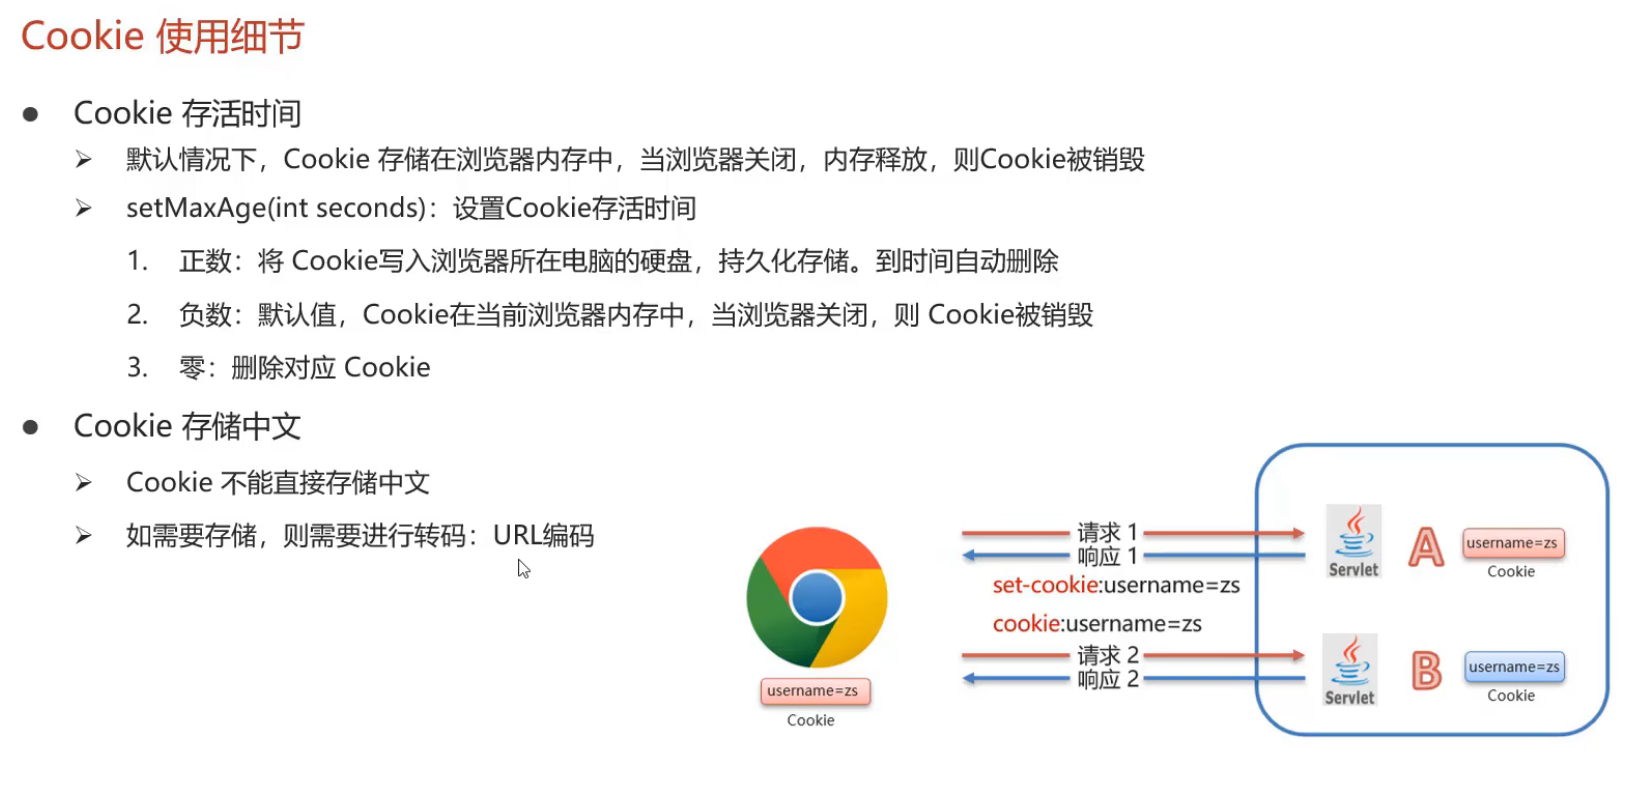 Cookie 使用细节
● Cookie 存活时间
➢ 默认情况下，Cookie 存储在浏览器内存中，当浏览器关闭，内存释放，则Cookie被销毁
➢ setMaxAge(int seconds)：设置Cookie存活时间
1. 正数：将 Cookie写入浏览器所在电脑的硬盘，持久化存储。到时间自动删除
2. 负数：默认值，Cookie在当前浏览器内存中，当浏览器关闭，则 Cookie被销毁
3. 零：删除对应 Cookie
● Cookie 存储中文
➢ Cookie 不能直接存储中文
➢ 如需要存储，则需要进行转码：URL编码
username=zs
Cookie
请求 1
响应 1
set-cookie:username=zs
cookie:username=zs
请求 2
响应 2
Servlet
A
username=zs
Cookie
Servlet
B
username=zs
Cookie